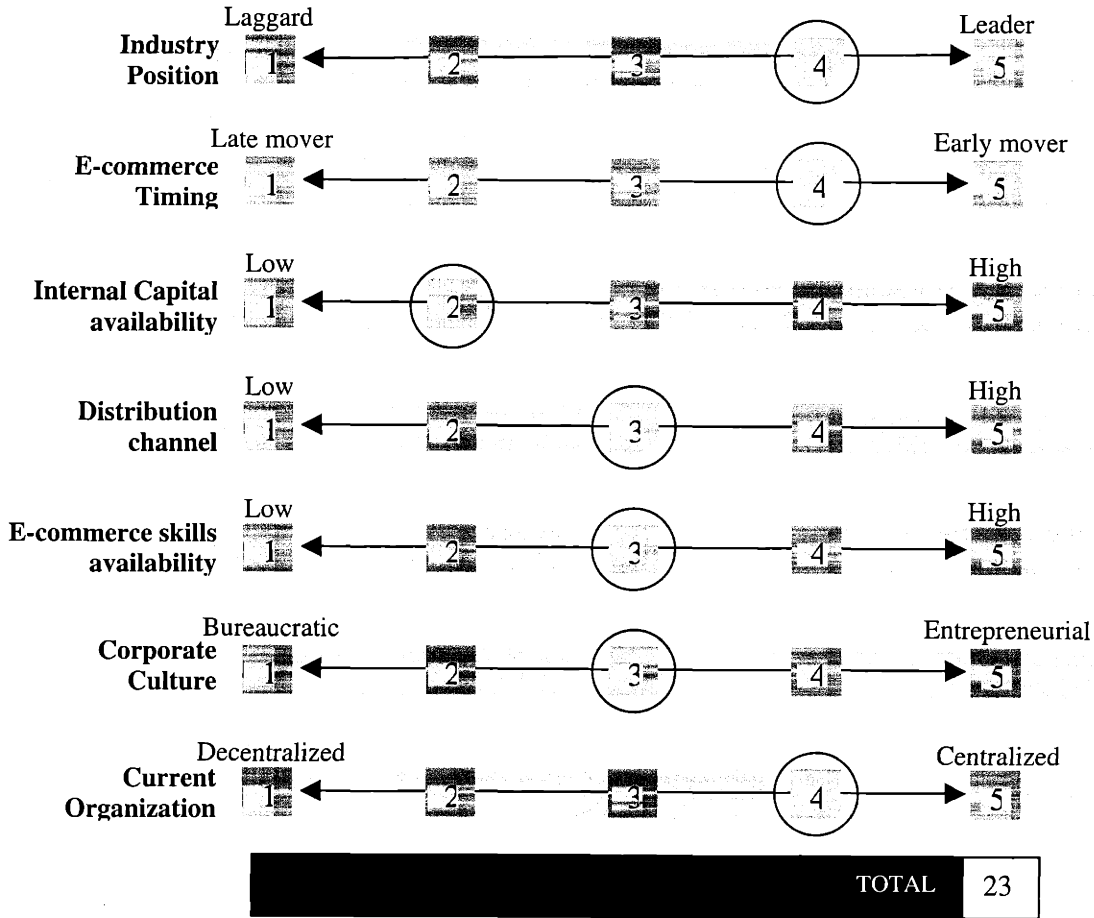 Laggard Leader
Industry
Position
1 2 3 4 5
Late mover Early mover
E-commerce
Timing
1 2 3 4 5
Low High
Internal Capital
availability
1 2 3 4 5
Low High
Distribution
channel
1 2 3 4 5
Low High
E-commerce skills
availability
1 2 3 4 5
Bureaucratic Entrepreneurial
Corporate
Culture
1 2 3 4 5
Decentralized Centralized
Current
Organization
1 2 3 4 5
TOTAL 23